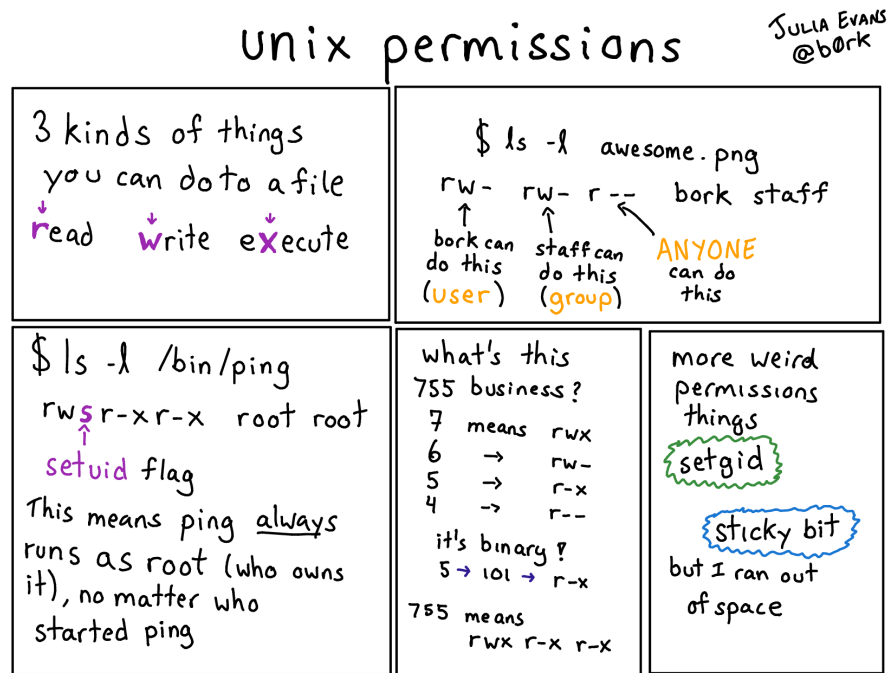 unix permissions
JULIA EVANS
@bork
3 kinds of things
you can do to a file
read write execute
$ ls -l awesome.png
rw- rw- r-- bork staff
bork can
do this
(user)
staff can
do this
(group)
ANYONE
can do
this
$ ls -l /bin/ping
rwsr-xr-x root root
setuid flag
This means ping always
runs as root (who owns
it), no matter who
started ping
what's this
755 business?
7 means rwx
6 → rw-
5 → r-x
4 → r--
it's binary!
5 → 101 → r-x
755 means
rwx r-x r-x
more weird
permissions
things
setgid
sticky bit
but I ran out
of space